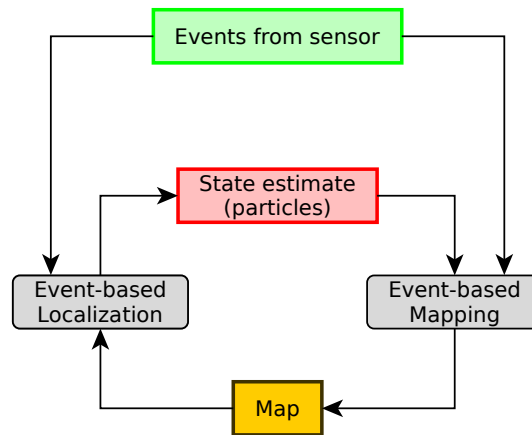 Events from sensor
State estimate
(particles)
Event-based
Localization
Event-based
Mapping
Map